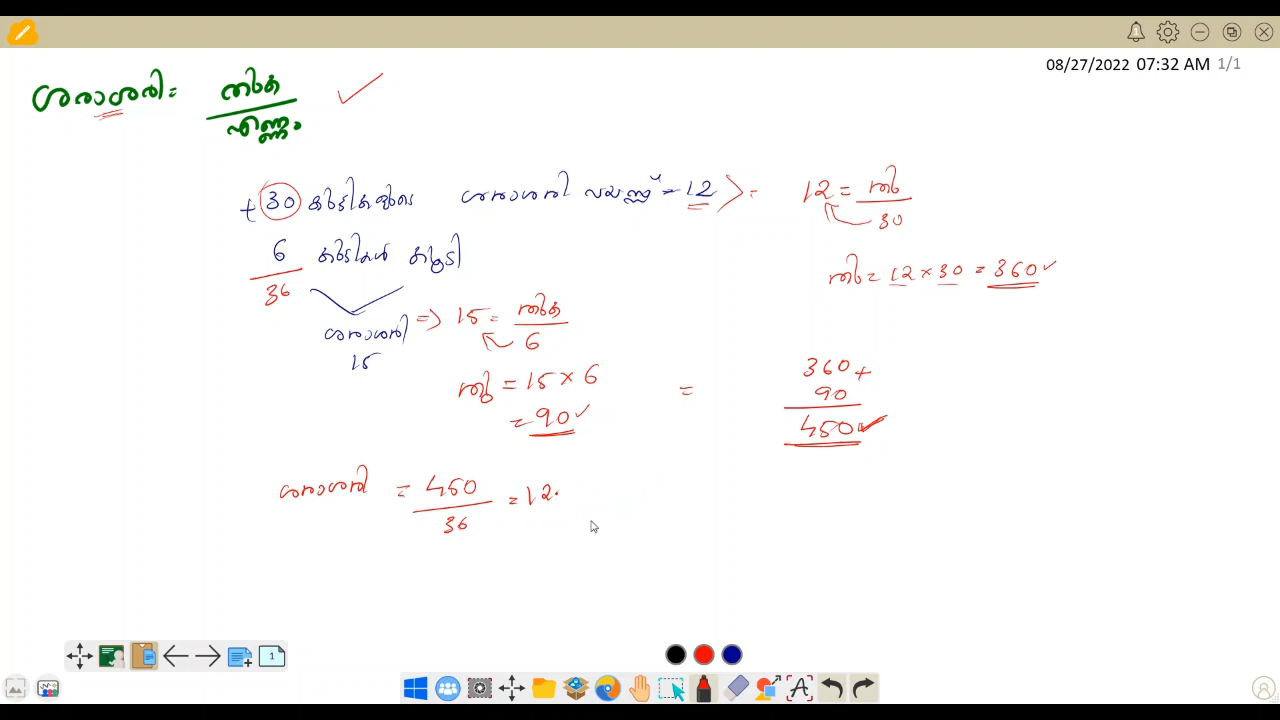 08/27/2022 07:32 AM 1/1
ശരാശരി = തുക / എണ്ണം
+ 30 കുട്ടികളുടെ ശരാശരി വയസ്സ് = 12 > =
12 = തുക / 30
6 കുട്ടികൾ കൂടി
36
തുക = 12 × 30 = 360 ✓
ശരാശരി
15
=> 15 = തുക / 6
തുക = 15 × 6
= 90 ✓
=
360 +
90
450 ✓
ശരാശരി = 450 / 36 = 12.
1